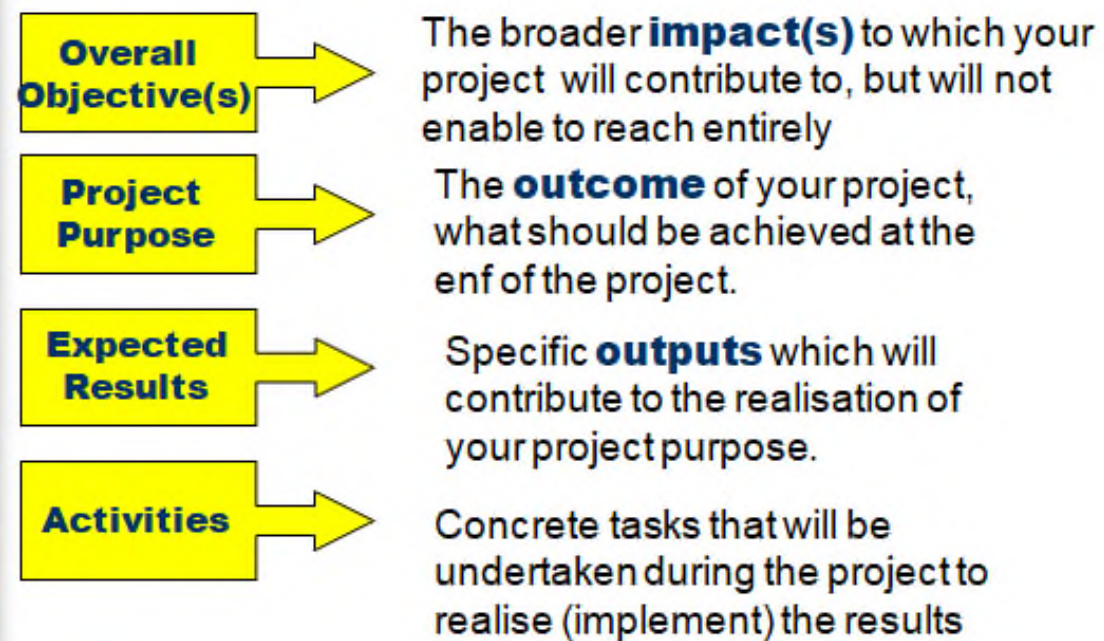 Overall
Objective(s)
The broader impact(s) to which your
project will contribute to, but will not
enable to reach entirely
Project
Purpose
The outcome of your project,
what should be achieved at the
enf of the project.
Expected
Results
Specific outputs which will
contribute to the realisation of
your project purpose.
Activities
Concrete tasks that will be
undertaken during the project to
realise (implement) the results